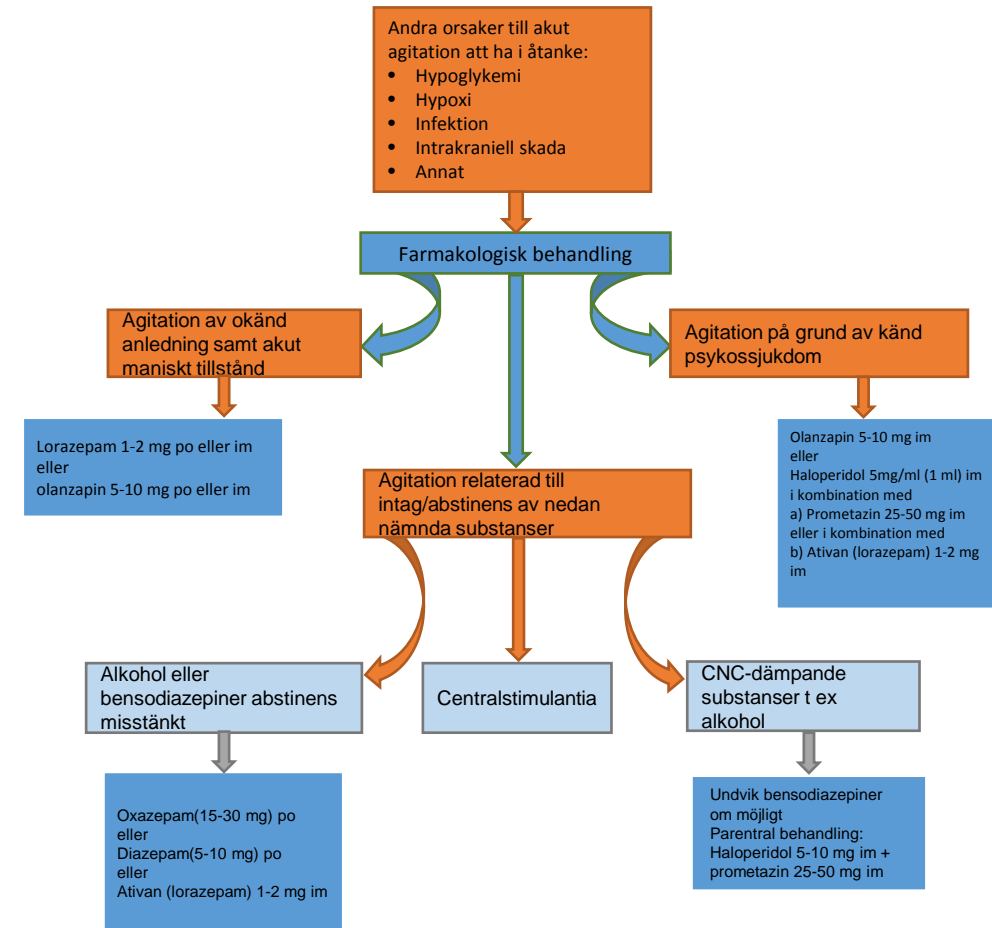 Andra orsaker till akut
agitation att ha i åtanke:
• Hypoglykemi
• Hypoxi
• Infektion
• Intrakraniell skada
• Annat
Farmakologisk behandling
Agitation av okänd
anledning samt akut
maniskt tillstånd
Agitation på grund av känd
psykossjukdom
Lorazepam 1-2 mg po eller im
eller
olanzapin 5-10 mg po eller im
Olanzapin 5-10 mg im
eller
Haloperidol 5mg/ml (1 ml) im
i kombination med
a) Prometazin 25-50 mg im
eller i kombination med
b) Ativan (lorazepam) 1-2 mg
im
Agitation relaterad till
intag/abstinens av nedan
nämnda substanser
Alkohol eller
bensodiazepiner abstinens
misstänkt
Centralstimulantia
CNC-dämpande
substanser t ex
alkohol
Oxazepam(15-30 mg) po
eller
Diazepam(5-10 mg) po
eller
Ativan (lorazepam) 1-2 mg im
Undvik bensodiazepiner
om möjligt
Parentral behandling:
Haloperidol 5-10 mg im +
prometazin 25-50 mg im